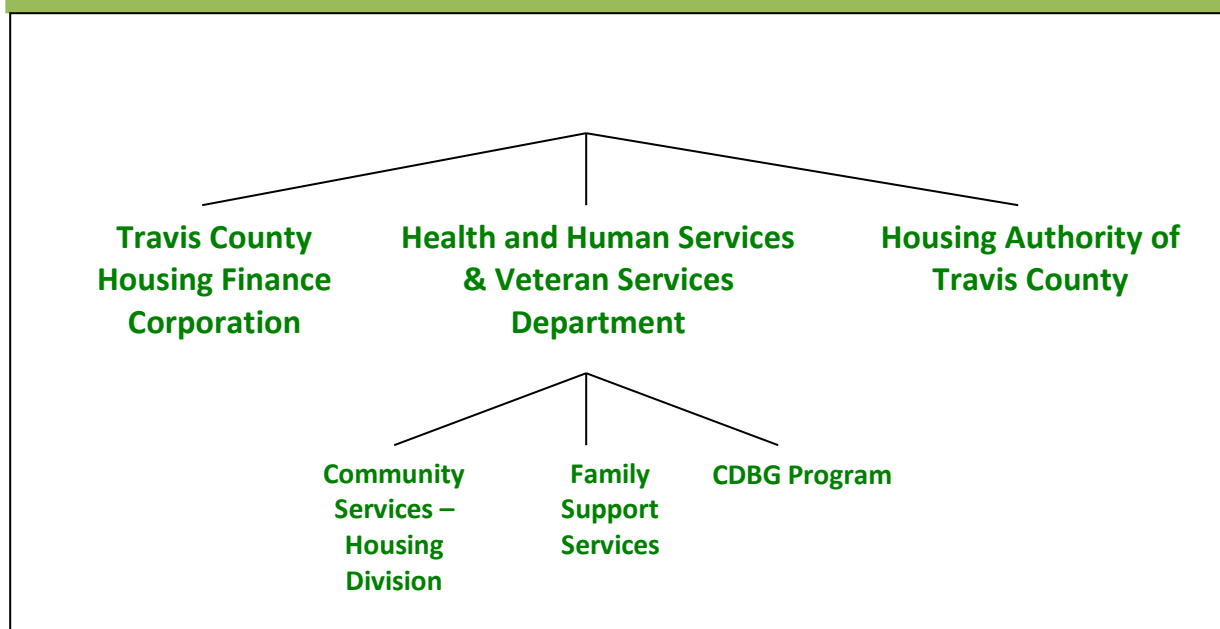 Travis County
Housing Finance
Corporation
Health and Human Services
& Veteran Services
Department
Housing Authority of
Travis County
Community
Services –
Housing
Division
Family
Support
Services
CDBG Program